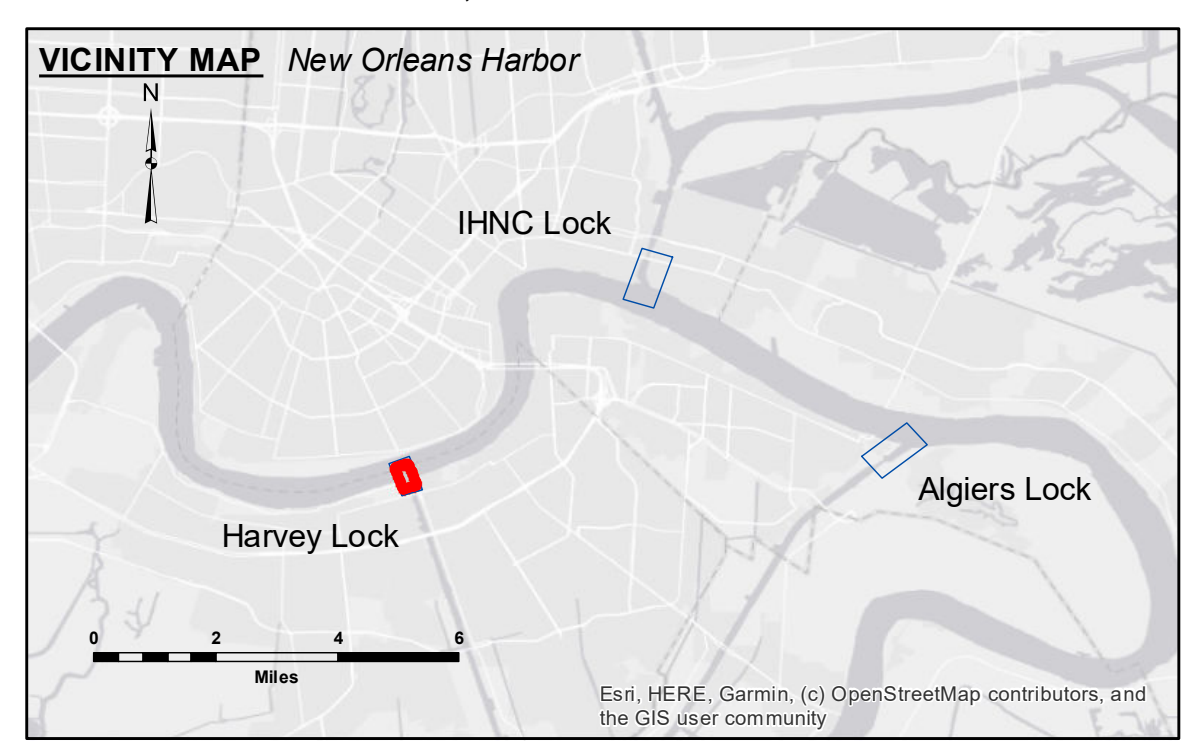 VICINITY MAP New Orleans Harbor
N
IHNC Lock
Algiers Lock
Harvey Lock
0 2 4 6
Miles
Esri, HERE, Garmin, (c) OpenStreetMap contributors, and
the GIS user community